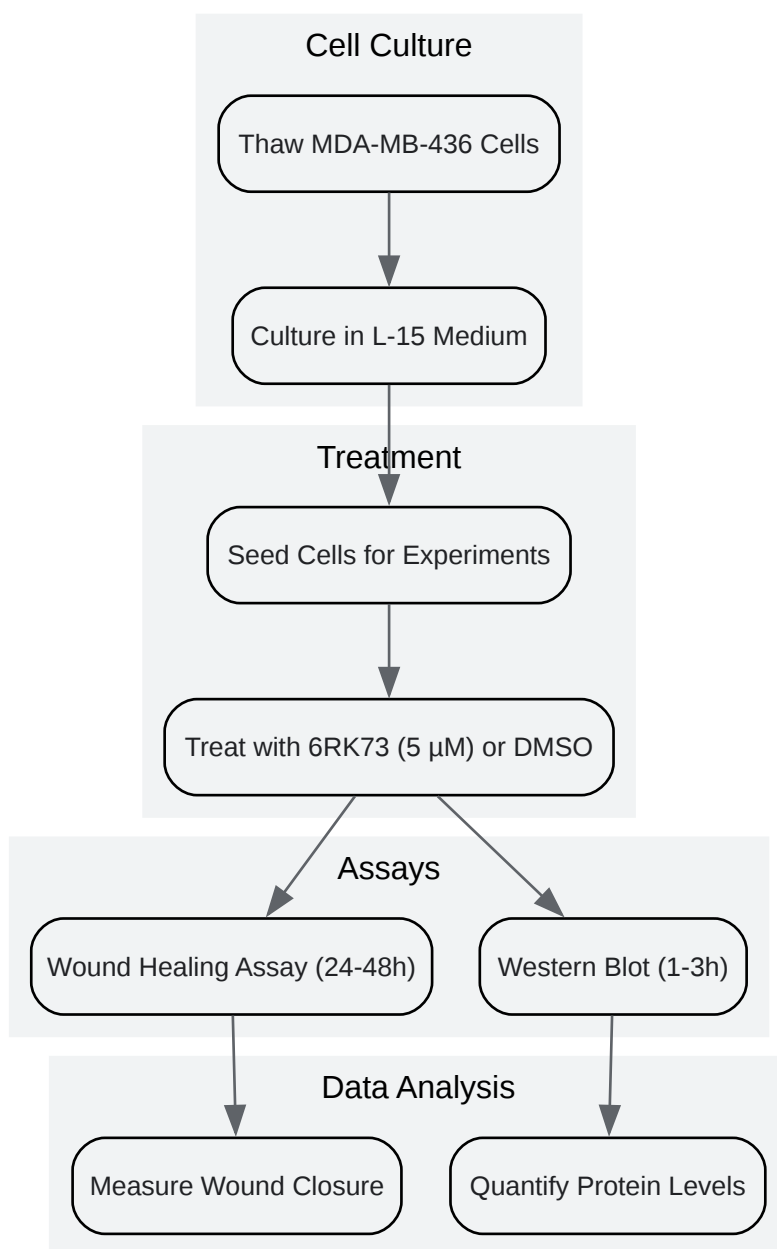 Cell Culture
Thaw MDA-MB-436 Cells
Culture in L-15 Medium
Treatment
Seed Cells for Experiments
Treat with 6RK73 (5 µM) or DMSO
Assays
Wound Healing Assay (24-48h)
Western Blot (1-3h)
Data Analysis
Measure Wound Closure
Quantify Protein Levels